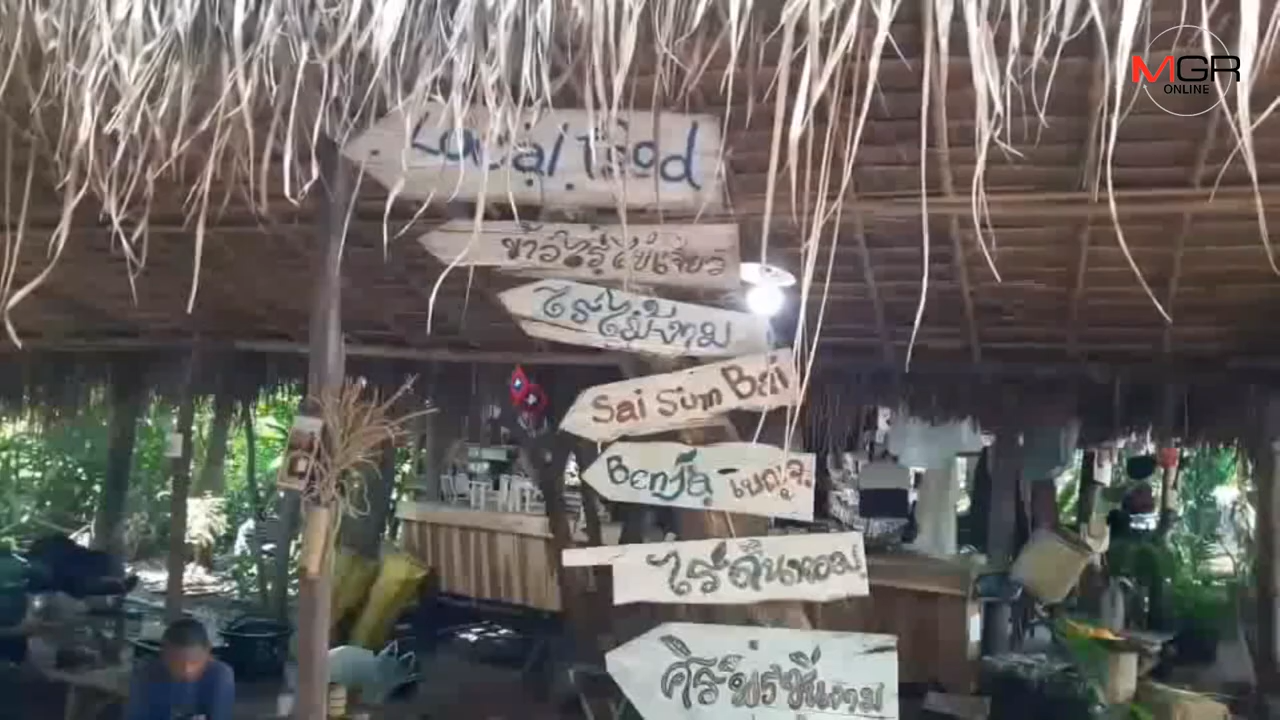 MGR
ONLINE
Local food
ข้าวไร่ไข่เจียว
Sai Sum Bai
Benja เบญจ
ไร่ดินหอม